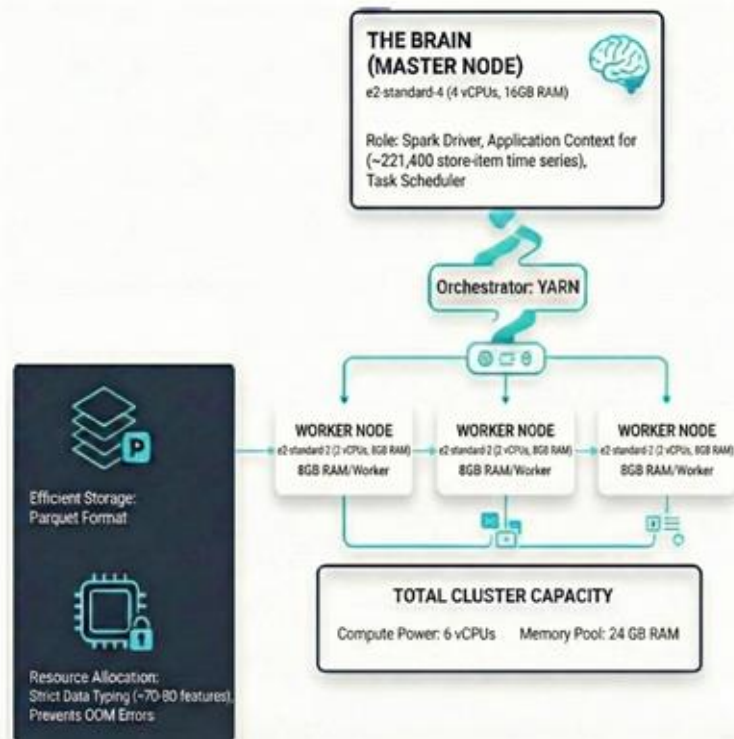 THE BRAIN
(MASTER NODE)
e2-standard-4 (4 vCPUs, 16GB RAM)
Role: Spark Driver, Application Context for
(~221,400 store-item time series),
Task Scheduler
Orchestrator: YARN
WORKER NODE
e2-standard-2 (2 vCPUs, 8GB RAM)
8GB RAM/Worker
WORKER NODE
e2-standard-2 (2 vCPUs, 8GB RAM)
8GB RAM/Worker
WORKER NODE
e2-standard-2 (2 vCPUs, 8GB RAM)
8GB RAM/Worker
P
Efficient Storage:
Parquet Format
Resource Allocation:
Strict Data Typing (~70-80 features),
Prevents OOM Errors
TOTAL CLUSTER CAPACITY
Compute Power: 6 vCPUs Memory Pool: 24 GB RAM